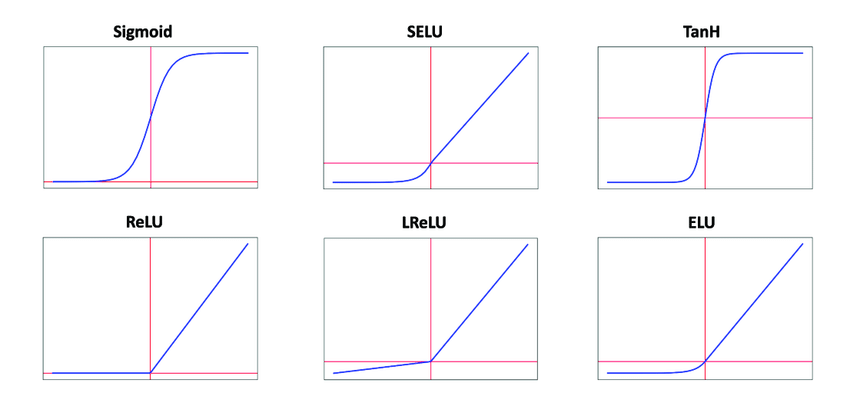 Sigmoid
SELU
TanH
ReLU
LReLU
ELU